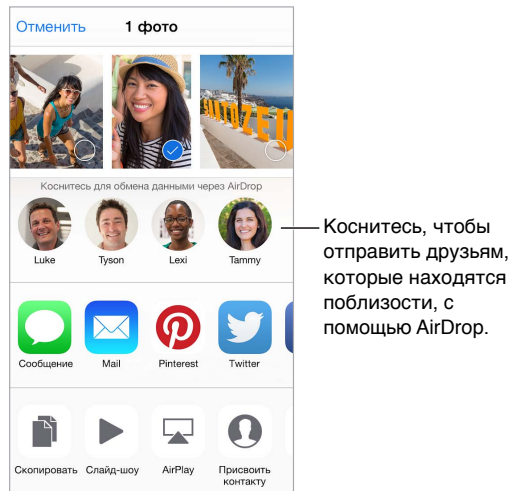 Отменить 1 фото
AUTOZEN
Коснитесь для обмена данными через AirDrop
Luke Tyson Lexi Tammy
Коснитесь, чтобы
отправить друзьям,
которые находятся
поблизости, с
помощью AirDrop.
Сообщение Mail Pinterest Twitter
Скопировать Слайд-шоу AirPlay Присвоить
контакту